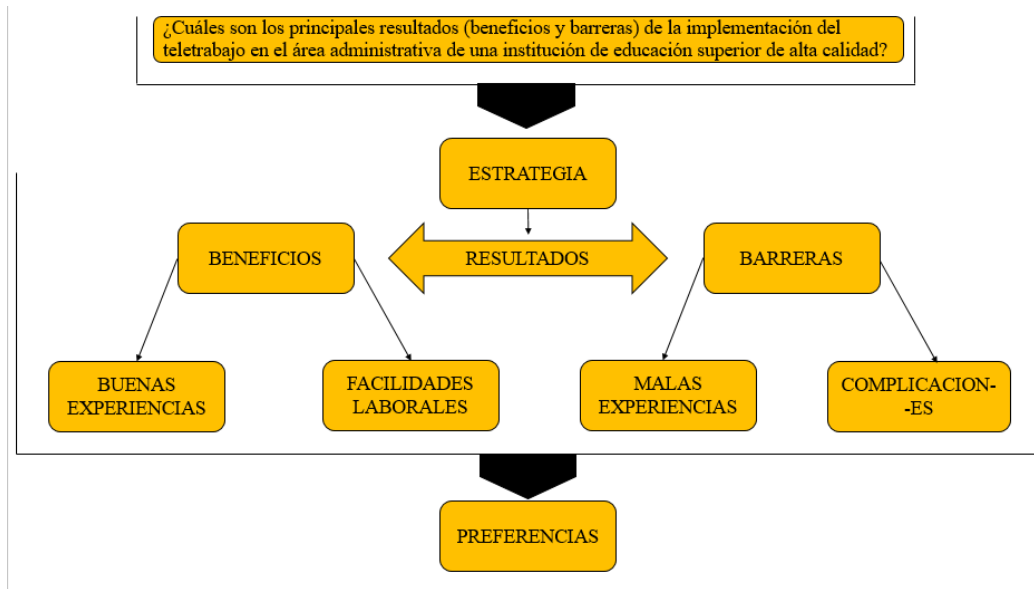 ¿Cuáles son los principales resultados (beneficios y barreras) de la implementación del
teletrabajo en el área administrativa de una institución de educación superior de alta calidad?
ESTRATEGIA
BENEFICIOS
RESULTADOS
BARRERAS
BUENAS
EXPERIENCIAS
FACILIDADES
LABORALES
MALAS
EXPERIENCIAS
COMPLICACION-
-ES
PREFERENCIAS